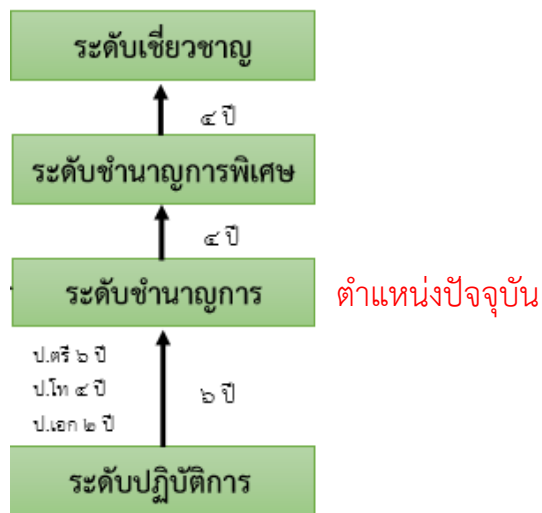 ระดับเชี่ยวชาญ
๔ ปี
ระดับชำนาญการพิเศษ
๔ ปี
ระดับชำนาญการ
ตำแหน่งปัจจุบัน
ป.ตรี ๖ ปี
ป.โท ๔ ปี
ป.เอก ๒ ปี
๖ ปี
ระดับปฏิบัติการ